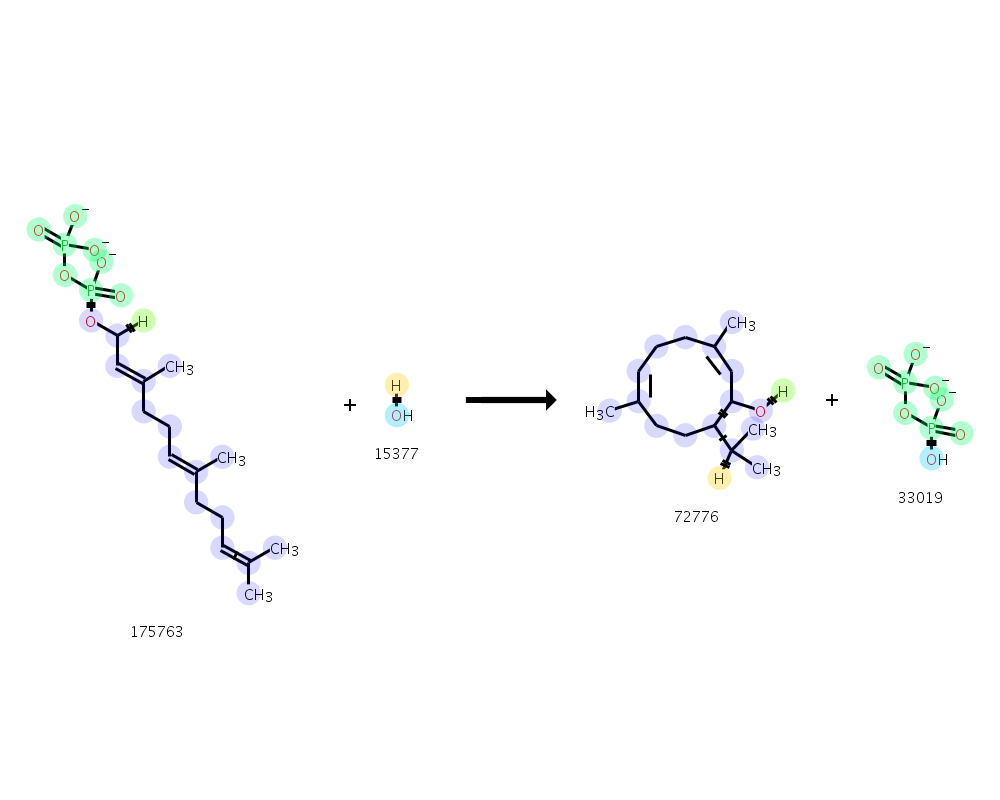 O⁻
O
P
O⁻
O⁻
O
P
O
O
H
CH₃
CH₃
CH₃
CH₃
175763
+
H
OH
15377
CH₃
H
O
H₃C
CH₃
CH₃
H
72776
+
O⁻
O
P
O⁻
O⁻
O
P
O
OH
33019